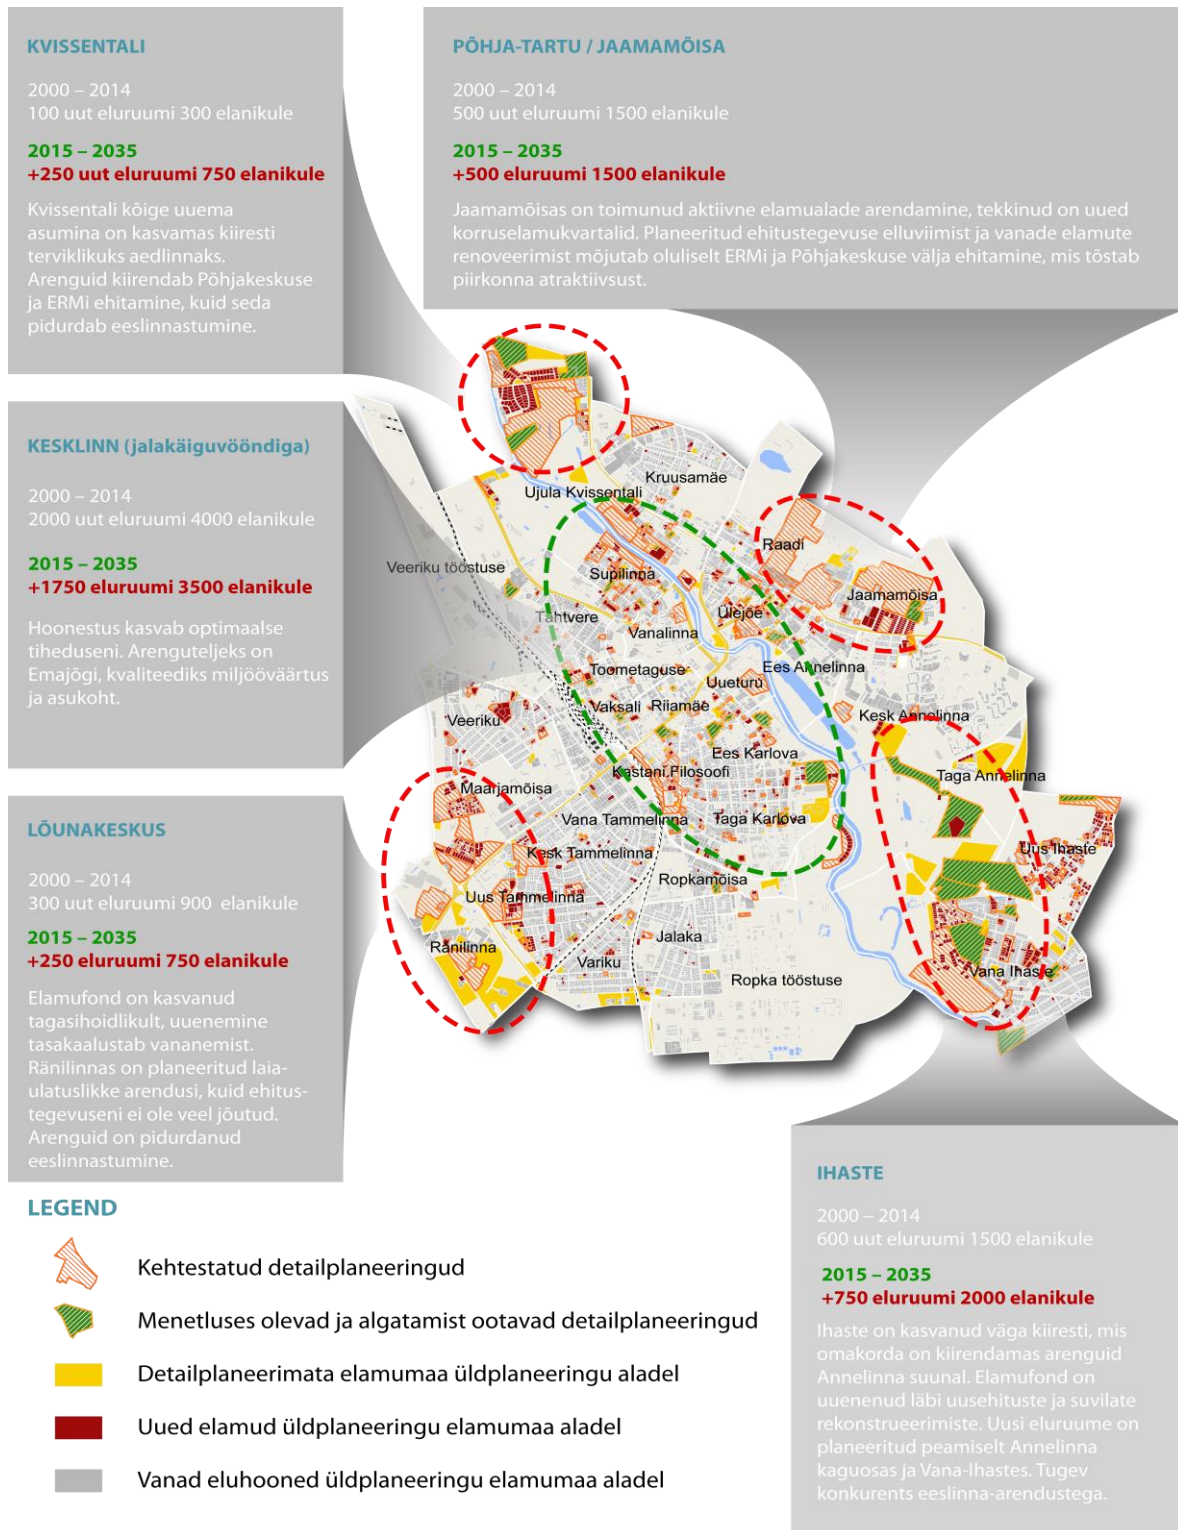 KVISSENTALI
2000 – 2014
100 uut eluruumi 300 elanikule
2015 – 2035
+250 uut eluruumi 750 elanikule
Kvissentali kõige uuema
asumina on kasvamas kiiresti
terviklikuks aedlinnaks.
Arenguid kiirendab Põhjakeskuse
ja ERMi ehitamine, kuid seda
pidurdab eeslinnastumine.
PÕHJA-TARTU / JAAMAMÕISA
2000 – 2014
500 uut eluruumi 1500 elanikule
2015 – 2035
+500 eluruumi 1500 elanikule
Jaamamõisas on toimunud aktiivne elamualade arendamine, tekkinud on uued
korruselamukvartalid. Planeeritud ehitustegevuse elluviimist ja vanade elamute
renoveerimist mõjutab oluliselt ERMi ja Põhjakeskuse välja ehitamine, mis tõstab
piirkonna atraktiivsust.
KESKLINN (jalakäiguvööndiga)
2000 – 2014
2000 uut eluruumi 4000 elanikule
2015 – 2035
+1750 eluruumi 3500 elanikule
Hoonestus kasvab optimaalse
tiheduseni. Arenguteljeks on
Emajõgi, kvaliteediks miljööväärtus
ja asukoht.
LÕUNAKESKUS
2000 – 2014
300 uut eluruumi 900 elanikule
2015 – 2035
+250 eluruumi 750 elanikule
Elamufond on kasvanud
tagasihoidlikult, uuenemine
tasakaalustab vananemist.
Ränilinnas on planeeritud laia-
ulatuslikke arendusi, kuid ehitus-
tegevuseni ei ole veel jõutud.
Arenguid on pidurdanud
eeslinnastumine.
Kruusamäe
Ujula Kvissentali
Raadi
Veeriku tööstuse
Supilinna
Jaamamõisa
Tähtvere
Ülejõe
Vanalinna
Ees Annelinna
Toometaguse
Uueturu
Vaksali
Riiamäe
Kesk Annelinna
Veeriku
Ees Karlova
Kastani
Filosoofi
Taga Annelinna
Maarjamõisa
Vana Tammelinna
Taga Karlova
Uus Ihaste
Kesk Tammelinna
Ropkamõisa
Uus Tammelinna
Jalaka
Ränilinna
Variku
Vana Ihaste
Ropka tööstuse
IHASTE
2000 – 2014
600 uut eluruumi 1500 elanikule
2015 – 2035
+750 eluruumi 2000 elanikule
Ihaste on kasvanud väga kiiresti, mis
omakorda on kiirendamas arenguid
Annelinna suunal. Elamufond on
uuenenud läbi uusehituste ja suvilate
rekonstrueerimiste. Uusi eluruume on
planeeritud peamiselt Annelinna
kaguosas ja Vana-Ihastes. Tugev
konkurents eeslinna-arendustega.
LEGEND
Kehtestatud detailplaneeringud
Menetluses olevad ja algatamist ootavad detailplaneeringud
Detailplaneerimata elamumaa üldplaneeringu aladel
Uued elamud üldplaneeringu elamumaa aladel
Vanad eluhooned üldplaneeringu elamumaa aladel